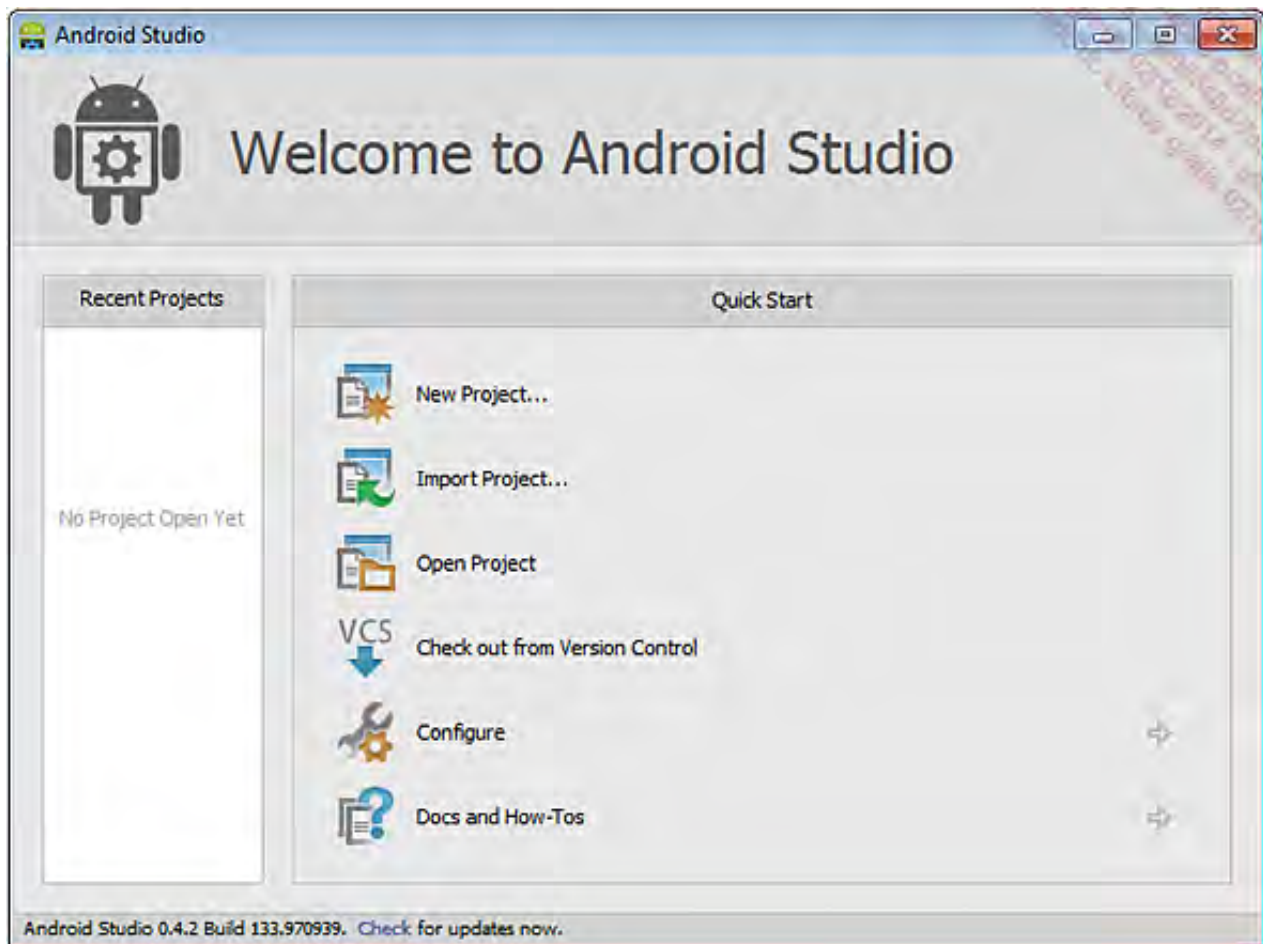 Android Studio
Welcome to Android Studio
Recent Projects
No Project Open Yet
Quick Start
New Project...
Import Project...
Open Project
VCS
Check out from Version Control
Configure
Docs and How-Tos
Android Studio 0.4.2 Build 133.970939. Check for updates now.